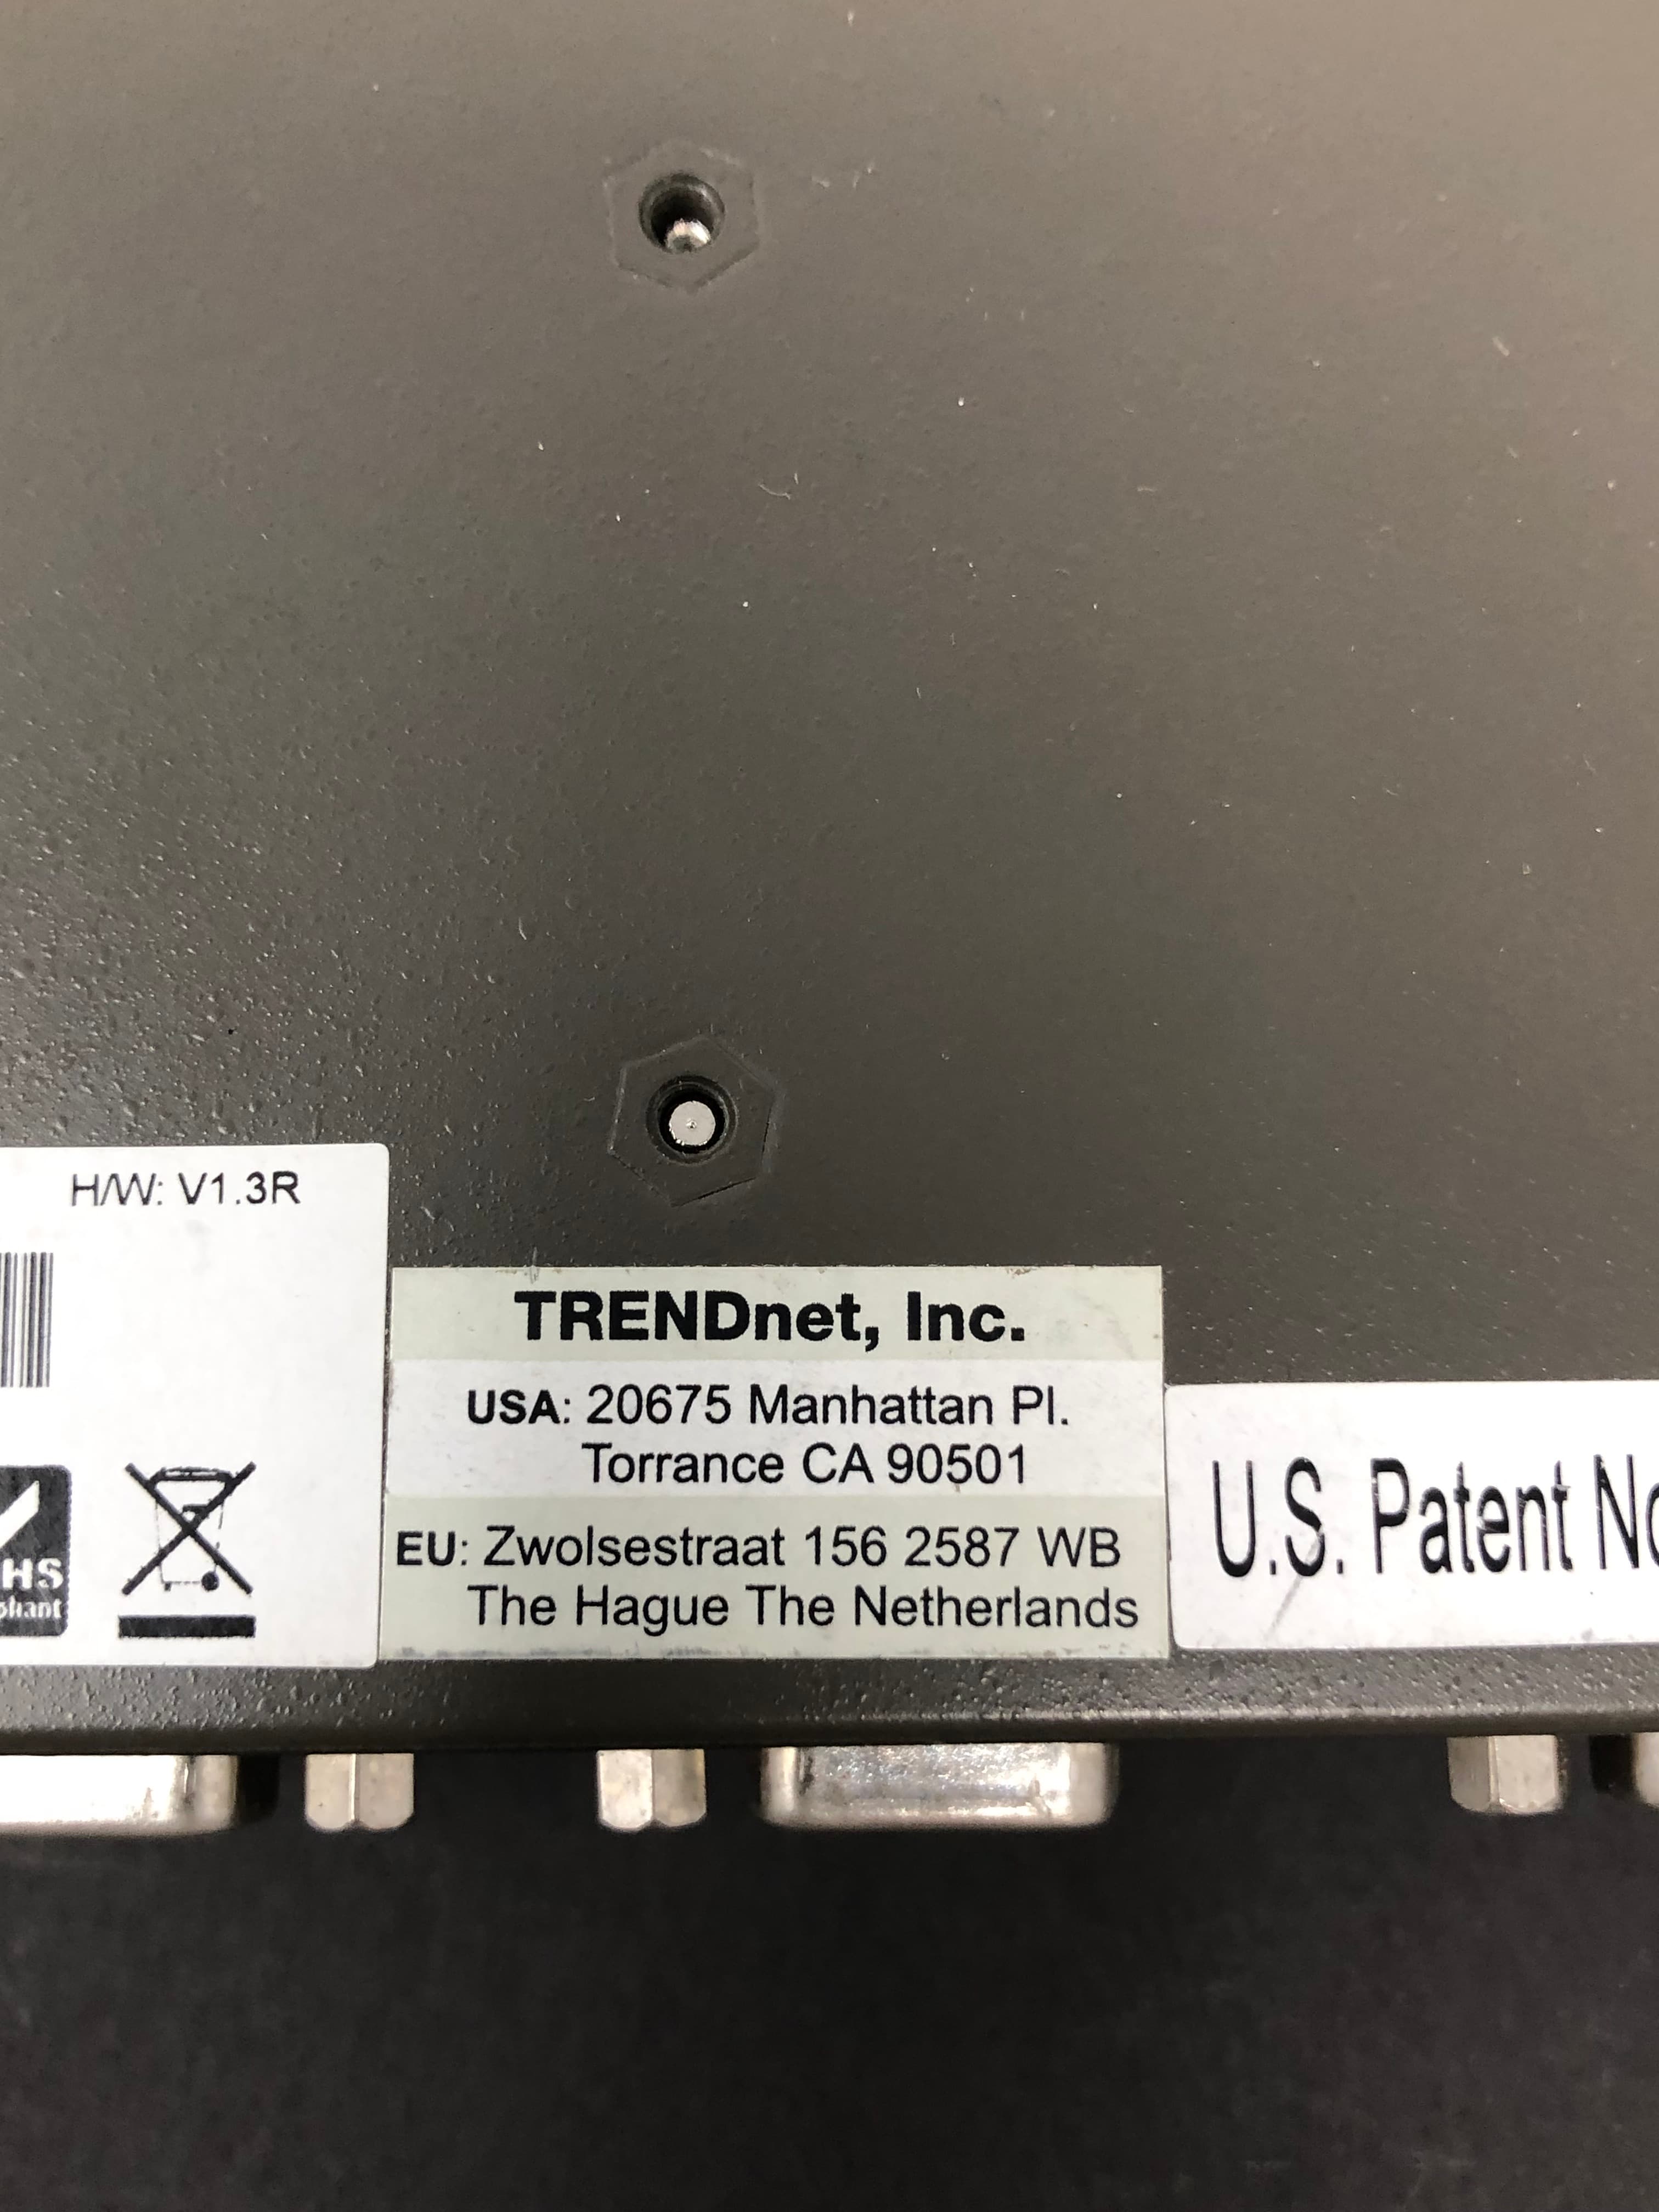 H/W: V1.3R
TRENDnet, Inc.
USA: 20675 Manhattan Pl.
Torrance CA 90501
EU: Zwolsestraat 156 2587 WB
The Hague The Netherlands
U.S. Patent